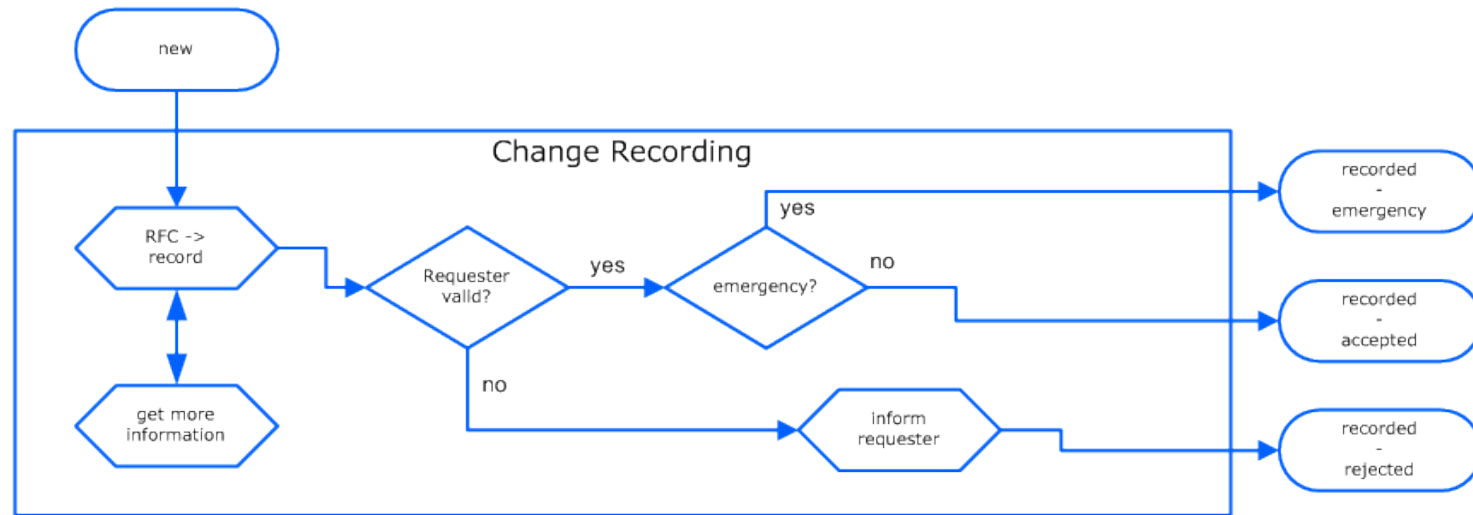 new
Change Recording
recorded
-
emergency
yes
RFC ->
record
Requester
valid?
yes
emergency?
no
recorded
-
accepted
no
get more
information
inform
requester
recorded
-
rejected